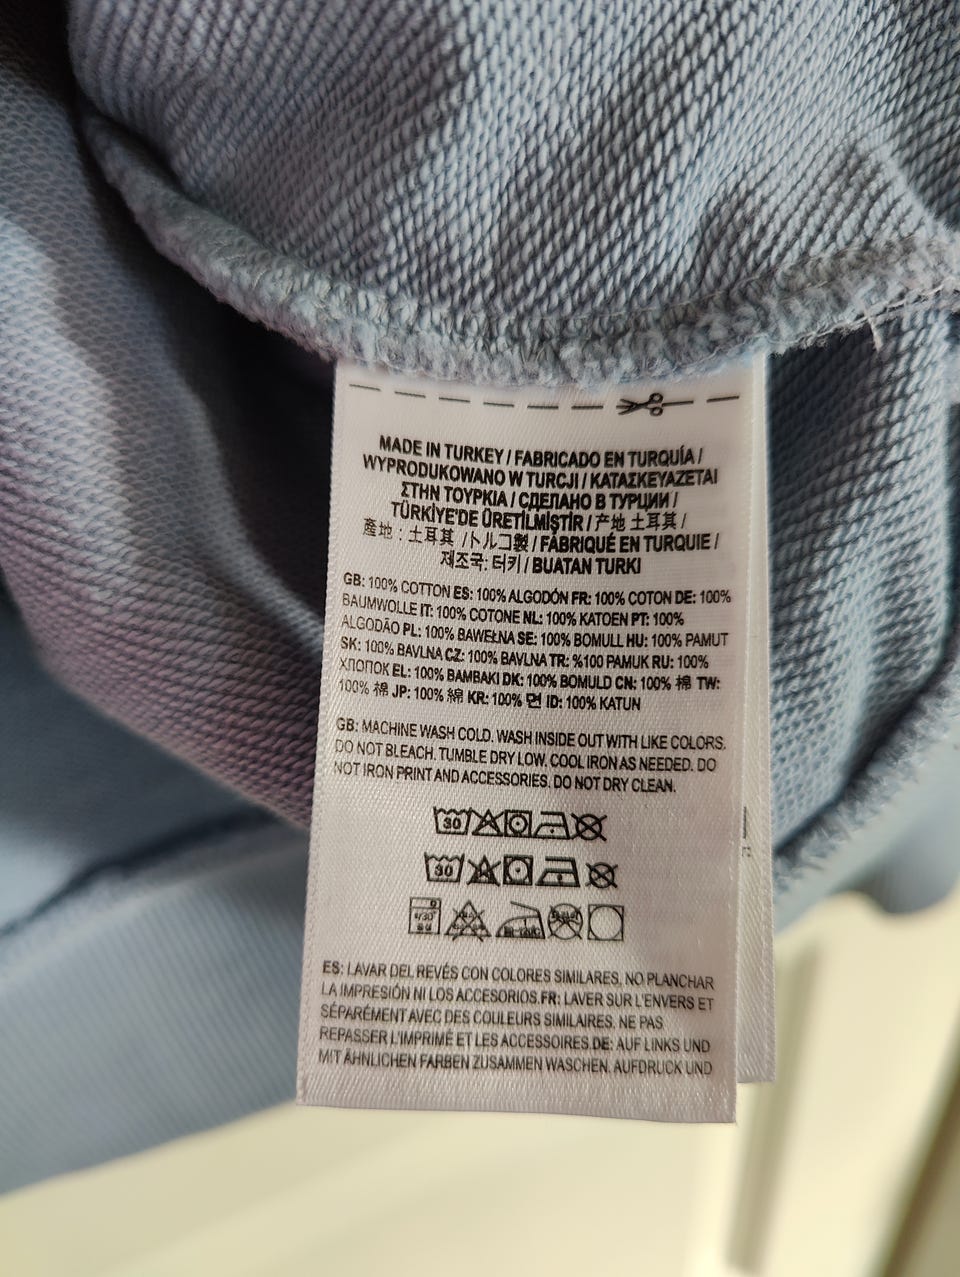 MADE IN TURKEY / FABRICADO EN TURQUÍA /
WYPRODUKOWANO W TURCJI / ΚΑΤΑΣΚΕΥΑΖΕΤΑΙ
ΣΤΗΝ ΤΟΥΡΚΙΑ / СДЕЛАНО В ТУРЦИИ /
TÜRKİYE'DE ÜRETİLMİŞTİR / 产地 土耳其 /
產地 : 土耳其 /トルコ製 / FABRIQUÉ EN TURQUIE /
제조국: 터키 / BUATAN TURKI
GB: 100% COTTON ES: 100% ALGODÓN FR: 100% COTON DE: 100%
BAUMWOLLE IT: 100% COTONE NL: 100% KATOEN PT: 100%
ALGODÃO PL: 100% BAWEŁNA SE: 100% BOMULL HU: 100% PAMUT
SK: 100% BAVLNA CZ: 100% BAVLNA TR: %100 PAMUK RU: 100%
ХЛОПОК EL: 100% ΒΑΜΒΑΚΙ DK: 100% BOMULD CN: 100% 棉 TW:
100% 棉 JP: 100% 綿 KR: 100% 면 ID: 100% KATUN
GB: MACHINE WASH COLD. WASH INSIDE OUT WITH LIKE COLORS.
DO NOT BLEACH. TUMBLE DRY LOW. COOL IRON AS NEEDED. DO
NOT IRON PRINT AND ACCESSORIES. DO NOT DRY CLEAN.
30
30
ES: LAVAR DEL REVÉS CON COLORES SIMILARES. NO PLANCHAR
LA IMPRESIÓN NI LOS ACCESORIOS.FR: LAVER SUR L'ENVERS ET
SÉPARÉMENT AVEC DES COULEURS SIMILAIRES. NE PAS
REPASSER L'IMPRIMÉ ET LES ACCESSOIRES.DE: AUF LINKS UND
MIT ÄHNLICHEN FARBEN ZUSAMMEN WASCHEN. AUFDRUCK UND